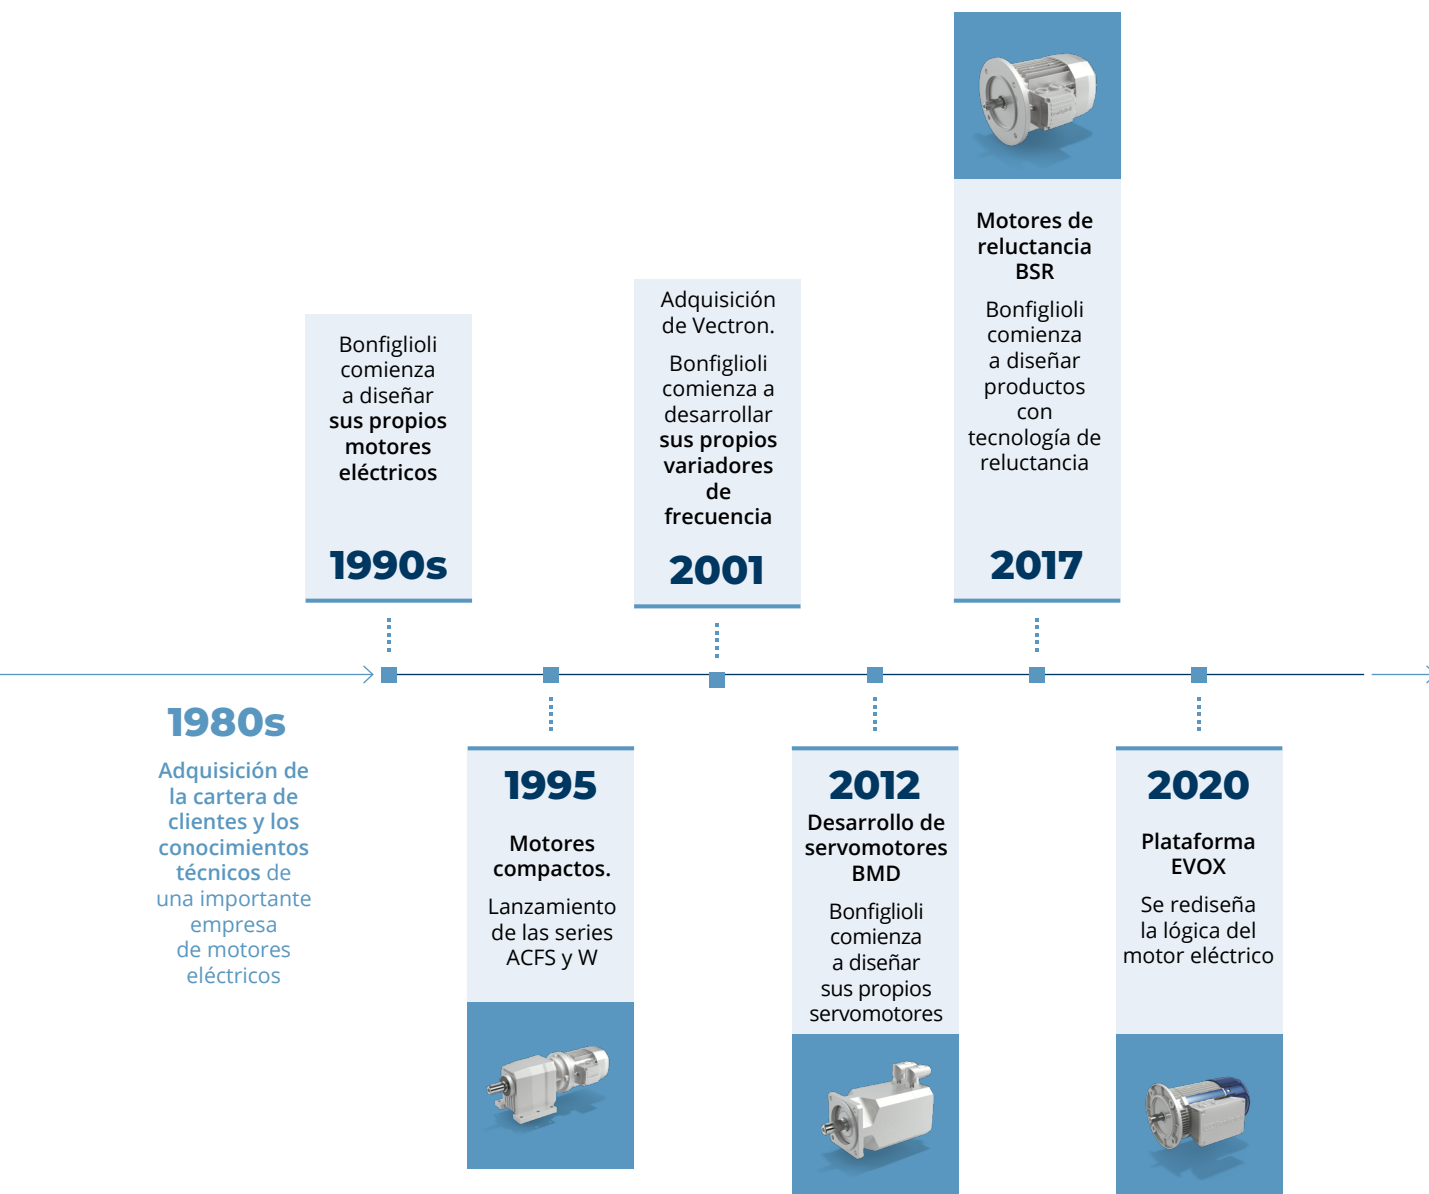 1980s
Adquisición de
la cartera de
clientes y los
conocimientos
técnicos de
una importante
empresa
de motores
eléctricos
Bonfiglioli
comienza
a diseñar
sus propios
motores
eléctricos
1990s
1995
Motores
compactos.
Lanzamiento
de las series
ACFS y W
Adquisición
de Vectron.
Bonfiglioli
comienza a
desarrollar
sus propios
variadores
de
frecuencia
2001
2012
Desarrollo de
servomotores
BMD
Bonfiglioli
comienza
a diseñar
sus propios
servomotores
Motores de
reluctancia
BSR
Bonfiglioli
comienza
a diseñar
productos
con
tecnología de
reluctancia
2017
2020
Plataforma
EVOX
Se rediseña
la lógica del
motor eléctrico